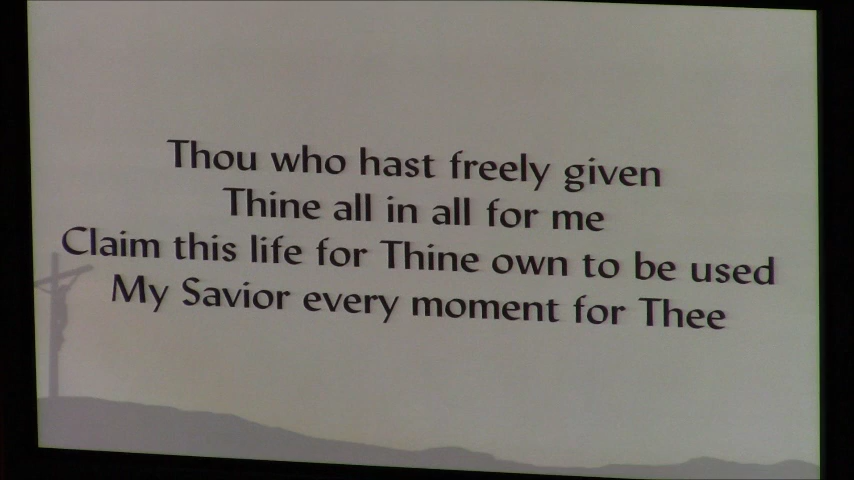 Thou who hast freely given
Thine all in all for me
Claim this life for Thine own to be used
My Savior every moment for Thee